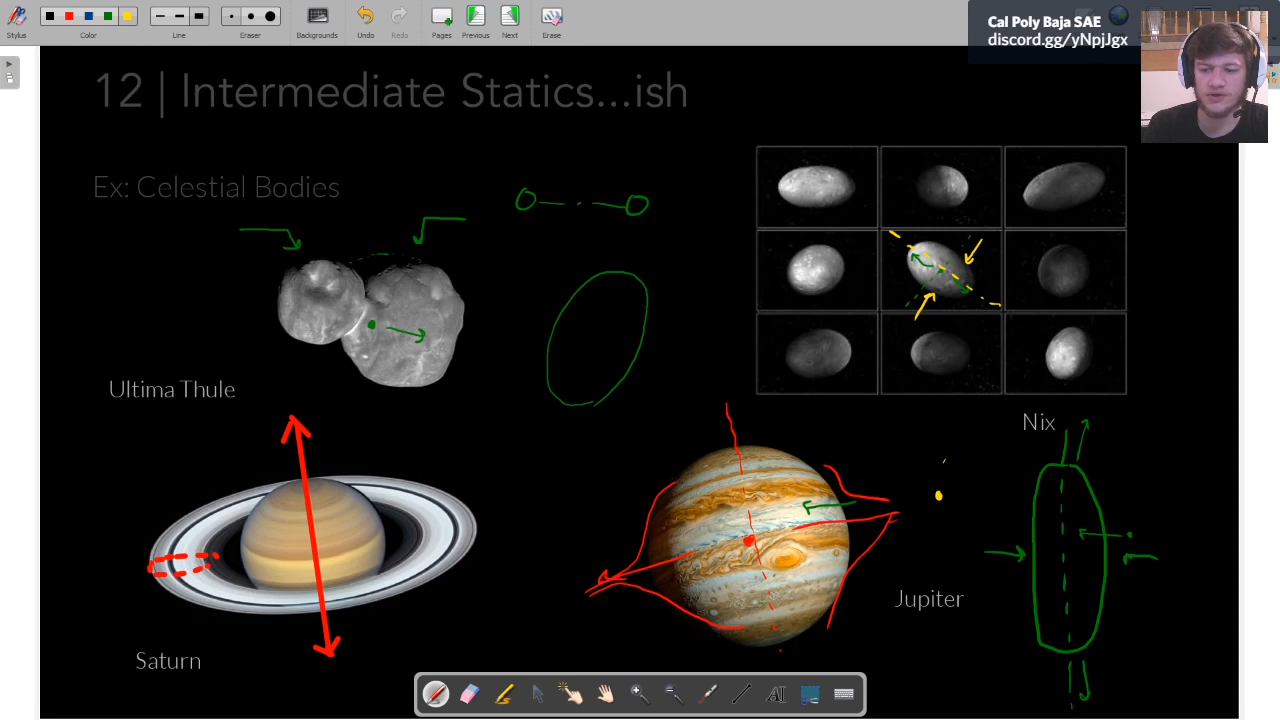 Stylus
Color
Line
Eraser
Backgrounds
Undo
Redo
Pages
Previous
Next
Erase
Cal Poly Baja SAE
discord.gg/yNpjJgx
12 | Intermediate Statics...ish
Ex: Celestial Bodies
Ultima Thule
Nix
Saturn
Jupiter
AI